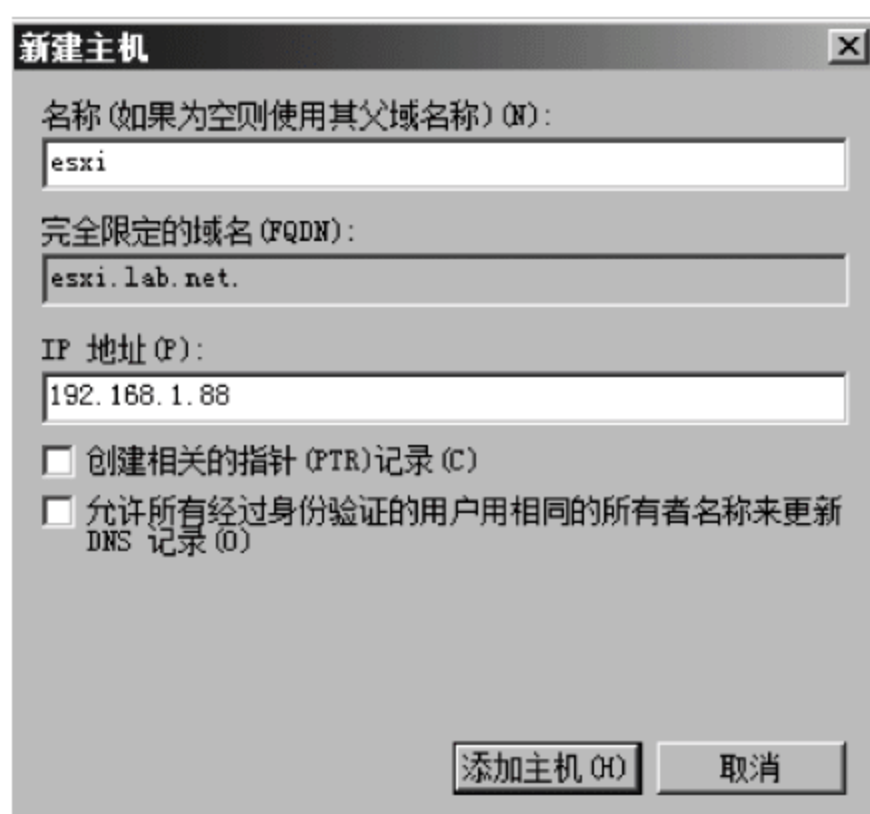 新建主机
名称(如果为空则使用其父域名称)(N):
esxi
完全限定的域名(FQDN):
esxi.lab.net.
IP 地址(P):
192.168.1.88
创建相关的指针(PTR)记录(C)
允许所有经过身份验证的用户用相同的所有者名称来更新
DNS 记录(O)
添加主机(H)
取消